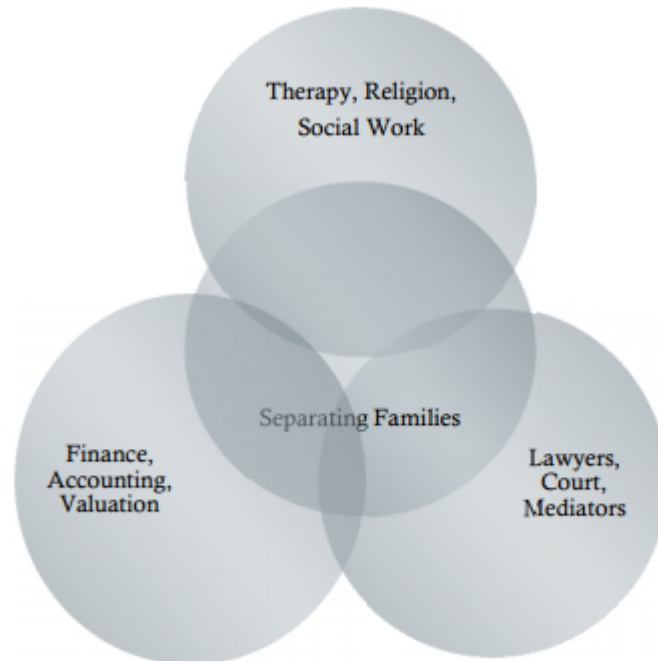 Therapy, Religion,
Social Work
Separating Families
Finance,
Accounting,
Valuation
Lawyers,
Court,
Mediators